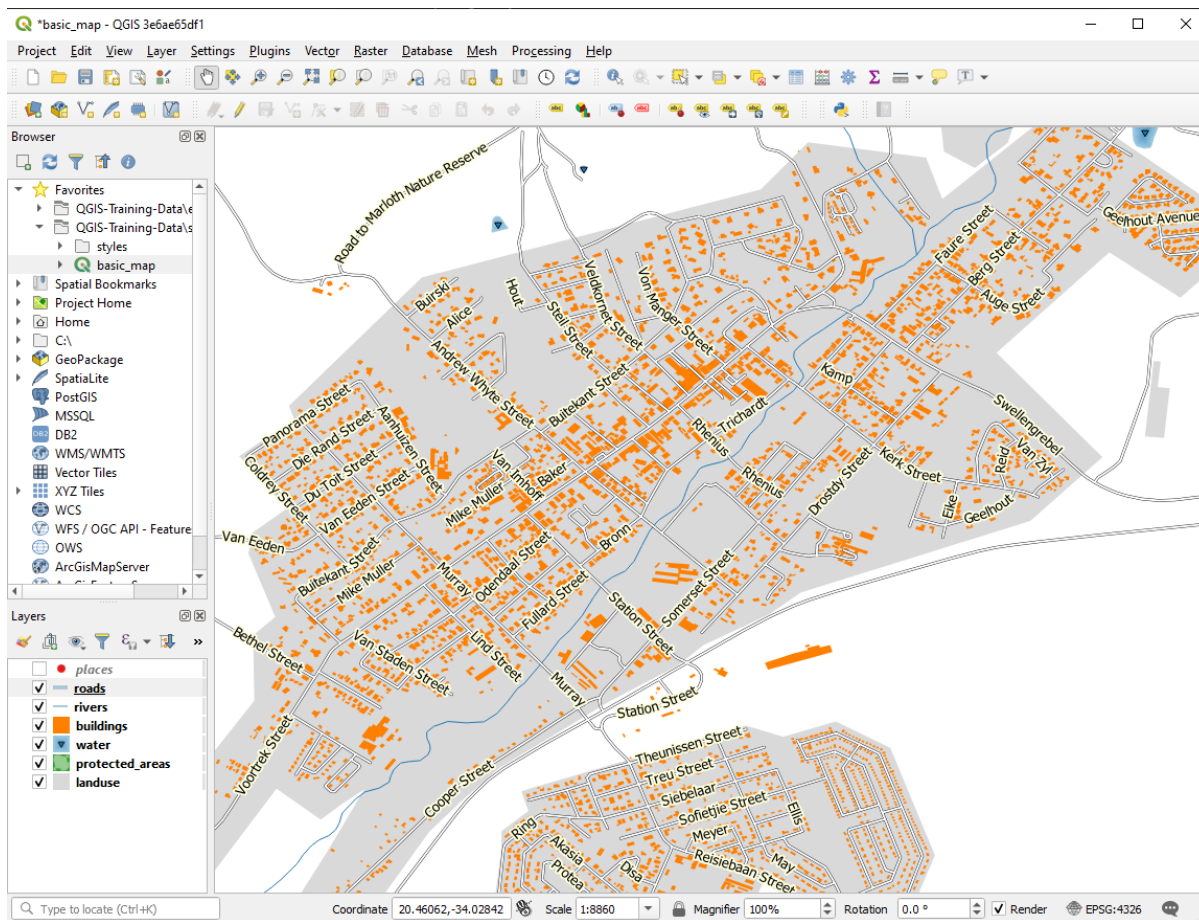 *basic_map - QGIS 3e6ae65df1
Project Edit View Layer Settings Plugins Vector Raster Database Mesh Processing Help
Browser
Favorites
QGIS-Training-Data\e
QGIS-Training-Data\s
styles
basic_map
Spatial Bookmarks
Project Home
Home
C:\
GeoPackage
SpatiaLite
PostGIS
MSSQL
DB2
WMS/WMTS
Vector Tiles
XYZ Tiles
WCS
WFS / OGC API - Feature
OWS
ArcGisMapServer
Layers
places
roads
rivers
buildings
water
protected_areas
landuse
Road to Marloth Nature Reserve
Geelhout Avenue
Faure Street
Berg Street
Auge Street
Buirski
Alice
Hout
Steil Street
Veldkornet Street
Von Manger Street
Andrew Whyte Street
Buitekant Street
Kamp
Swellengrebel
Van Zyl
Reid
Panorama Street
Die Rand Street
Aanhuizen Street
Coldrey Street
Du Toit Street
Van Eeden Street
Trichardt
Rhenius
Rhenius
Kerk Street
Drostdy Street
Eike
Geelhout
Van Imhoff
Baker
Mike Muller
Van Eeden
Bronn
Buitekant Street
Mike Muller
Murray
Odendaal Street
Fullard Street
Station Street
Somerset Street
Bethel Street
Van Staden Street
Lind Street
Murray
Station Street
Voortrek Street
Cooper Street
Theunissen Street
Treu Street
Siebelaar
Sofietjie Street
Ellis
Meyer
Ring
Akasia
Protea
Disa
Reisiebaan Street
May
Type to locate (Ctrl+K) Coordinate 20.46062,-34.02842 Scale 1:8860 Magnifier 100% Rotation 0.0 ° Render EPSG:4326